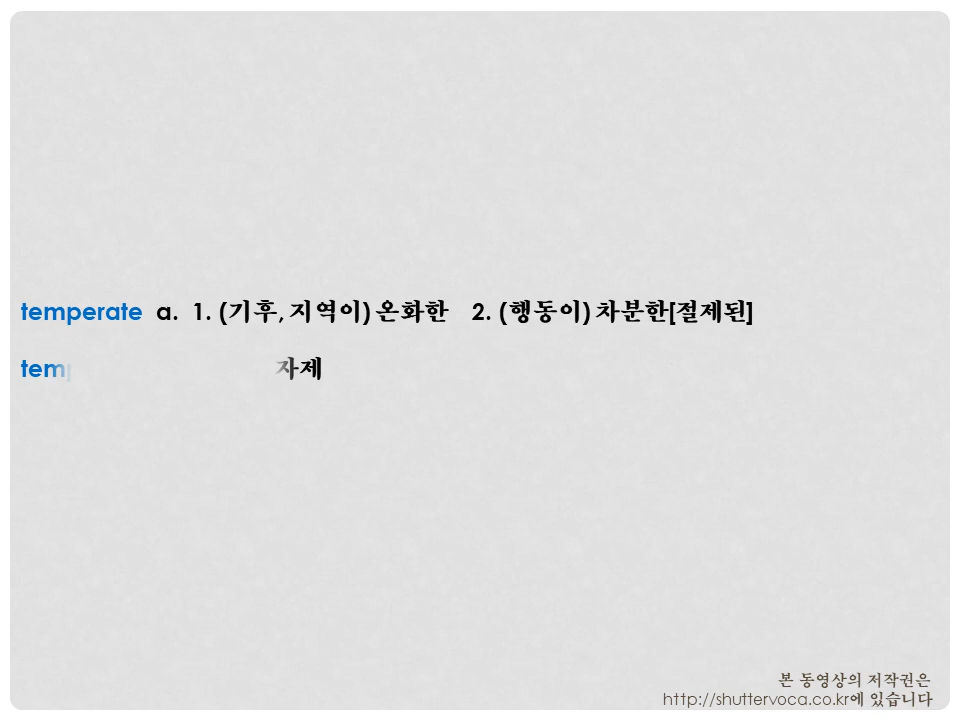 temperate a. 1. (기후, 지역이) 온화한 2. (행동이) 차분한[절제된]
자제
본 동영상의 저작권은
http://shuttervoca.co.kr에 있습니다